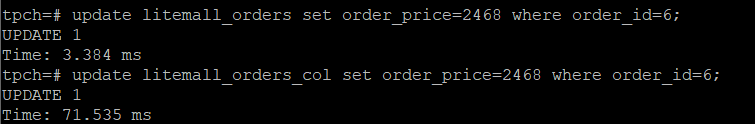 tpch=# update litemall_orders set order_price=2468 where order_id=6;
UPDATE 1
Time: 3.384 ms
tpch=# update litemall_orders_col set order_price=2468 where order_id=6;
UPDATE 1
Time: 71.535 ms